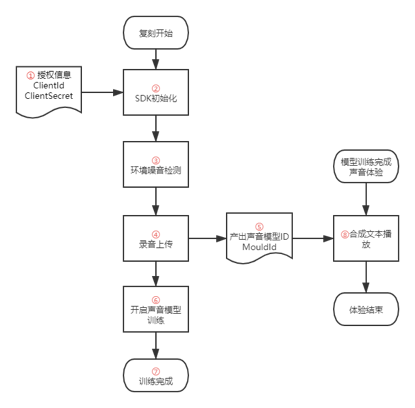 复刻开始
① 授权信息
ClientId
ClientSecret
②
SDK初始化
③
环境噪音检测
模型训练完成
声音体验
④
录音上传
⑤
产出声音模型ID
MouldId
⑧合成文本播
放
⑥
开启声音模型
训练
体验结束
⑦
训练完成